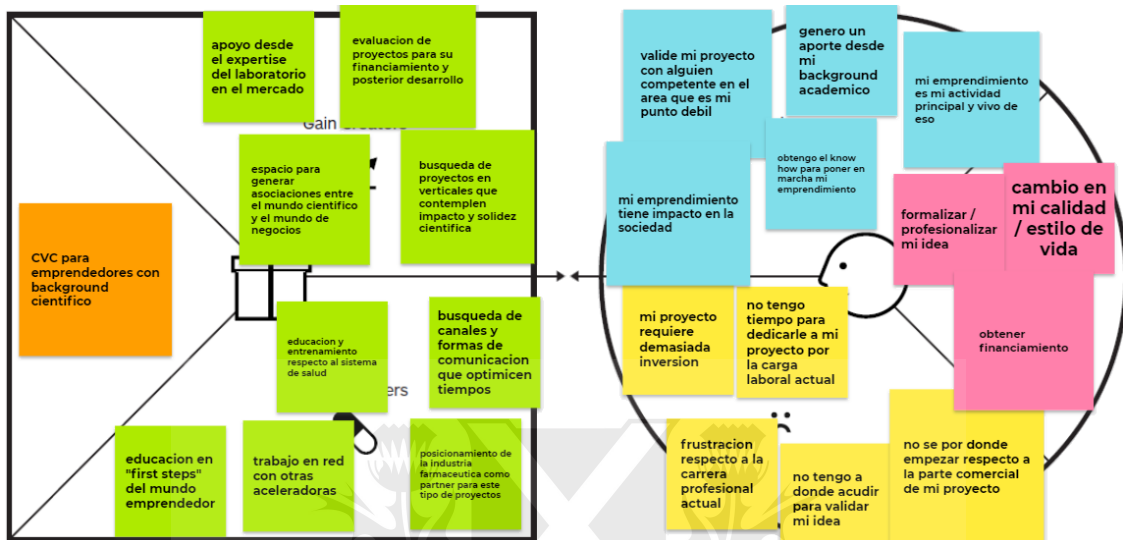 apoyo desde
el expertise
del laboratorio
en el mercado
evaluacion de
proyectos para su
financiamiento y
posterior desarrollo
Gain
espacio para
generar
asociaciones entre
el mundo cientifico
y el mundo de
negocios
busqueda de
proyectos en
verticales que
contemplen
impacto y solidez
cientifica
CVC para
emprendedores con
background
cientifico
educacion y
entrenamiento
respecto al sistema
de salud
busqueda de
canales y
formas de
comunicacion
que optimicen
tiempos
ers
educacion en
"first steps"
del mundo
emprendedor
trabajo en red
con otras
aceleradoras
posicionamiento de
la industria
farmaceutica como
partner para este
tipo de proyectos
valide mi proyecto
con alguien
competente en el
area que es mi
punto debil
genero un
aporte desde
mi
background
academico
mi emprendimiento
es mi actividad
principal y vivo de
eso
mi emprendimiento
tiene impacto en la
sociedad
obtengo el know
how para poner en
marcha mi
emprendimiento
formalizar /
profesionalizar
mi idea
cambio en
mi calidad
/ estilo de
vida
obtener
financiamiento
mi proyecto
requiere
demasiada
inversion
no tengo
tiempo para
dedicarle a mi
proyecto por
la carga
laboral actual
frustracion
respecto a la
carrera
profesional
actual
no tengo a
donde acudir
para validar
mi idea
no se por donde
empezar respecto a
la parte comercial
de mi proyecto